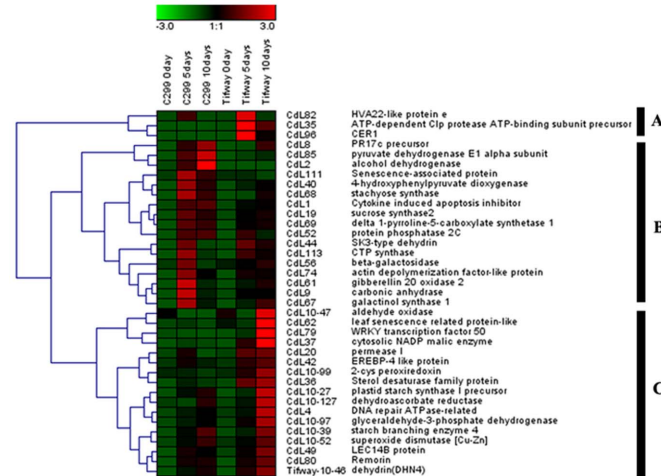 -3.0 1:1 3.0
C299 0day
C299 5days
C299 10days
Tifway 0day
Tifway 5days
Tifway 10days
CdL82 HVA22-like protein e
CdL35 ATP-dependent Clp protease ATP-binding subunit precursor
CdL96 CER1
CdL8 PR17c precursor
CdL85 pyruvate dehydrogenase E1 alpha subunit
CdL2 alcohol dehydrogenase
CdL111 Senescence-associated protein
CdL40 4-hydroxyphenylpyruvate dioxygenase
CdL68 stachyose synthase
CdL1 Cytokine induced apoptosis inhibitor
CdL19 sucrose synthase2
CdL69 delta 1-pyrroline-5-carboxylate synthetase 1
CdL52 protein phosphatase 2C
CdL44 SK3-type dehydrin
CdL113 CTP synthase
CdL56 beta-galactosidase
CdL74 actin depolymerization factor-like protein
CdL61 gibberellin 20 oxidase 2
CdL9 carbonic anhydrase
CdL67 galactinol synthase 1
CdL10-47 aldehyde oxidase
CdL62 leaf senescence related protein-like
CdL79 WRKY transcription factor 50
CdL37 cytosolic NADP malic enzyme
CdL20 permease I
CdL42 EREBP-4 like protein
CdL10-99 2-cys peroxiredoxin
CdL36 Sterol desaturase family protein
CdL10-27 plastid starch synthase I precursor
CdL10-127 dehydroascorbate reductase
CdL4 DNA repair ATPase-related
CdL10-97 glyceraldehyde-3-phosphate dehydrogenase
CdL10-39 starch branching enzyme 4
CdL10-52 superoxide dismutase [Cu-Zn]
CdL49 LEC14B protein
CdL80 Remorin
Tifway-10-46 dehydrin(DHN4)
A
B
C